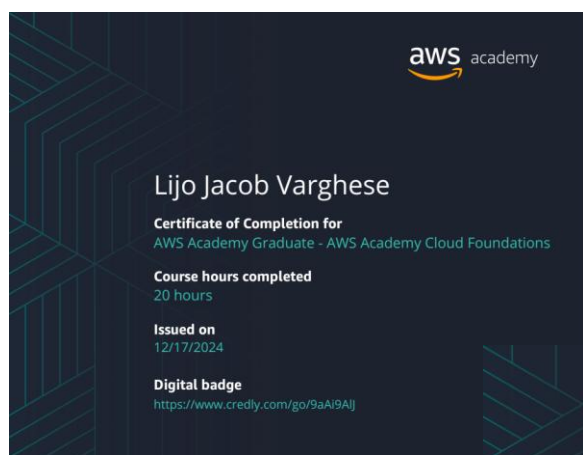 aws academy
Lijo Jacob Varghese
Certificate of Completion for
AWS Academy Graduate - AWS Academy Cloud Foundations
Course hours completed
20 hours
Issued on
12/17/2024
Digital badge
https://www.credly.com/go/9aAi9AlJ